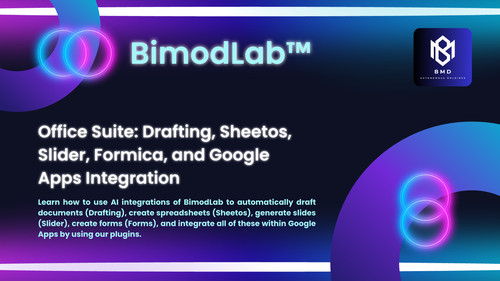 BimodLab™
BMD
AUTONOMOUS HOLDINGS
Office Suite: Drafting, Sheetos,
Slider, Formica, and Google
Apps Integration
Learn how to use AI integrations of BimodLab to automatically draft
documents (Drafting), create spreadsheets (Sheetos), generate slides
(Slider), create forms (Forms), and integrate all of these within Google
Apps by using our plugins.